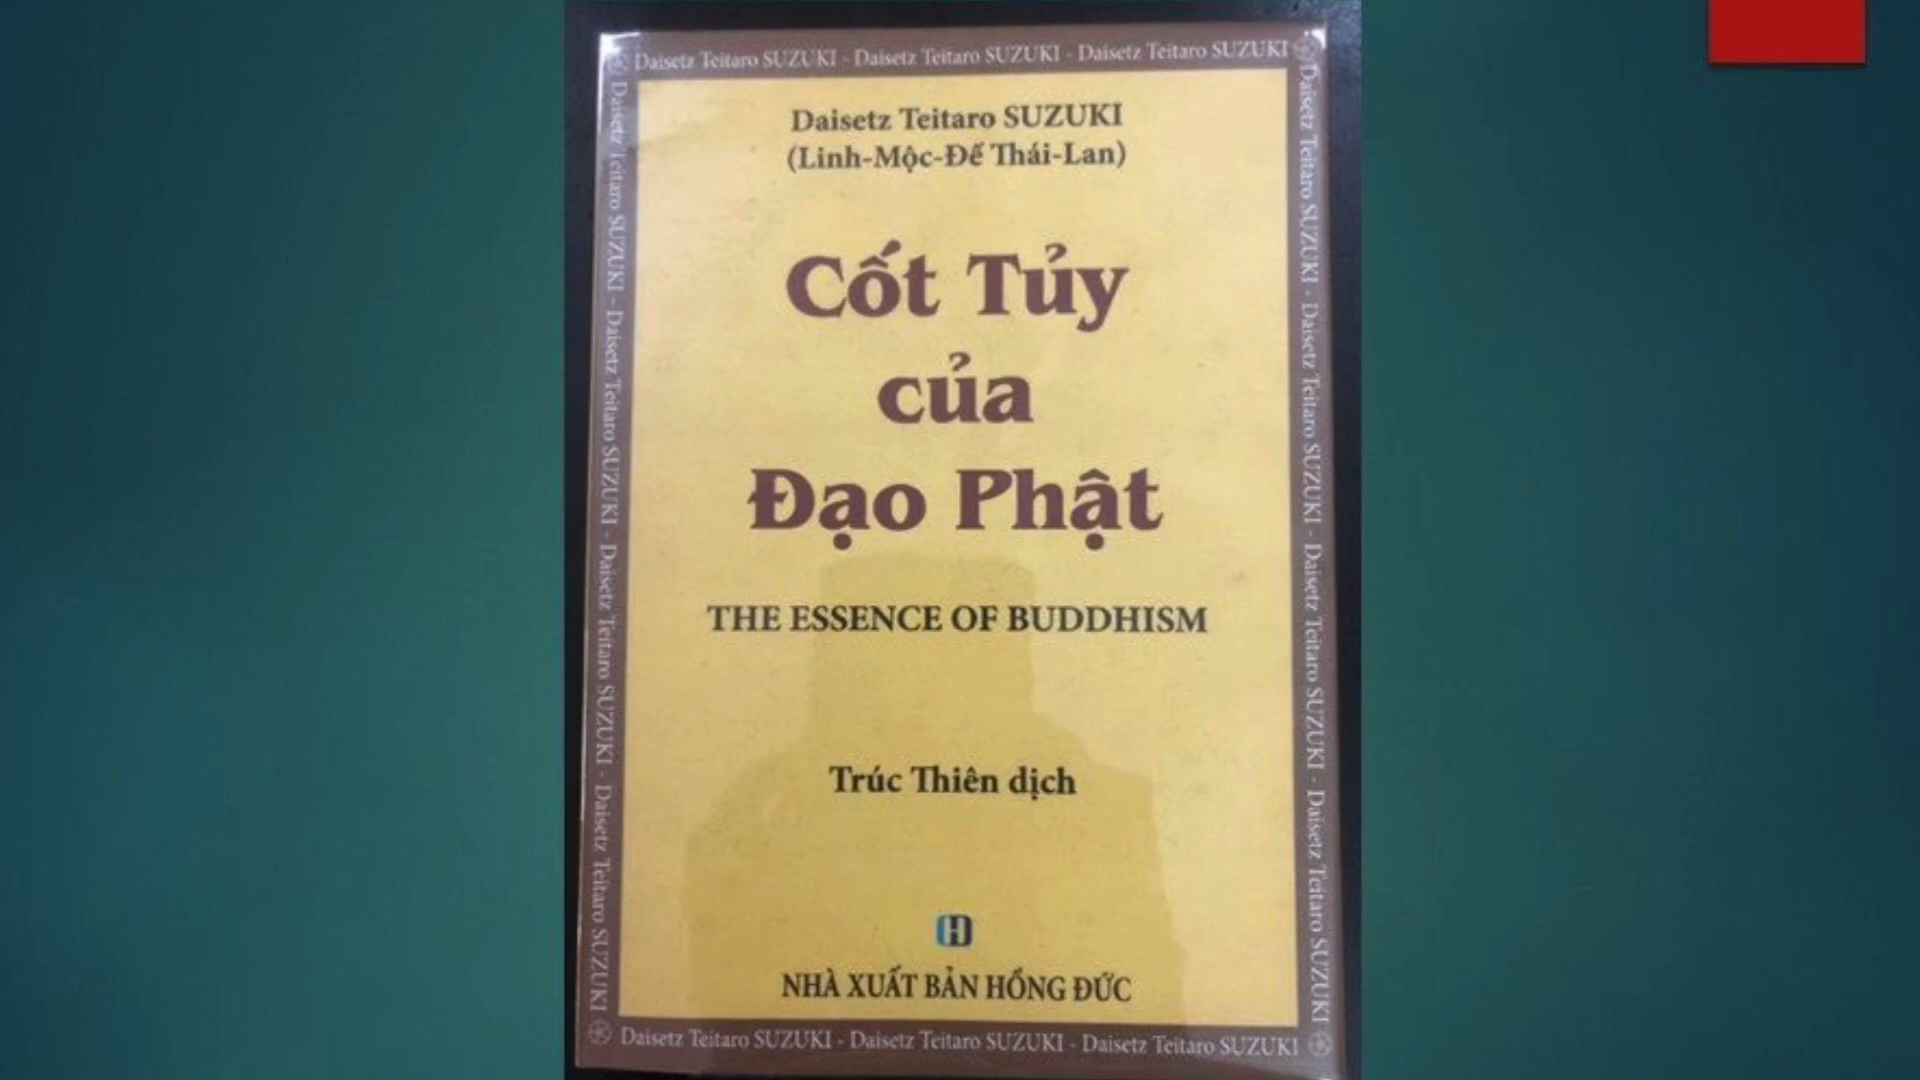 Daisetz Teitaro SUZUKI - Daisetz Teitaro SUZUKI - Daisetz Teitaro SUZUKI
Daisetz Teitaro SUZUKI
(Linh-Mộc-Đế Thái-Lan)
Cốt Tủy
của
Đạo Phật
THE ESSENCE OF BUDDHISM
Trúc Thiên dịch
NHÀ XUẤT BẢN HỒNG ĐỨC
Daisetz Teitaro SUZUKI - Daisetz Teitaro SUZUKI - Daisetz Teitaro SUZUKI
Daisetz Teitaro SUZUKI - Daisetz Teitaro SUZUKI - Daisetz Teitaro SUZUKI - Daisetz Teitaro SUZUKI
Daisetz Teitaro SUZUKI - Daisetz Teitaro SUZUKI - Daisetz Teitaro SUZUKI - Daisetz Teitaro SUZUKI